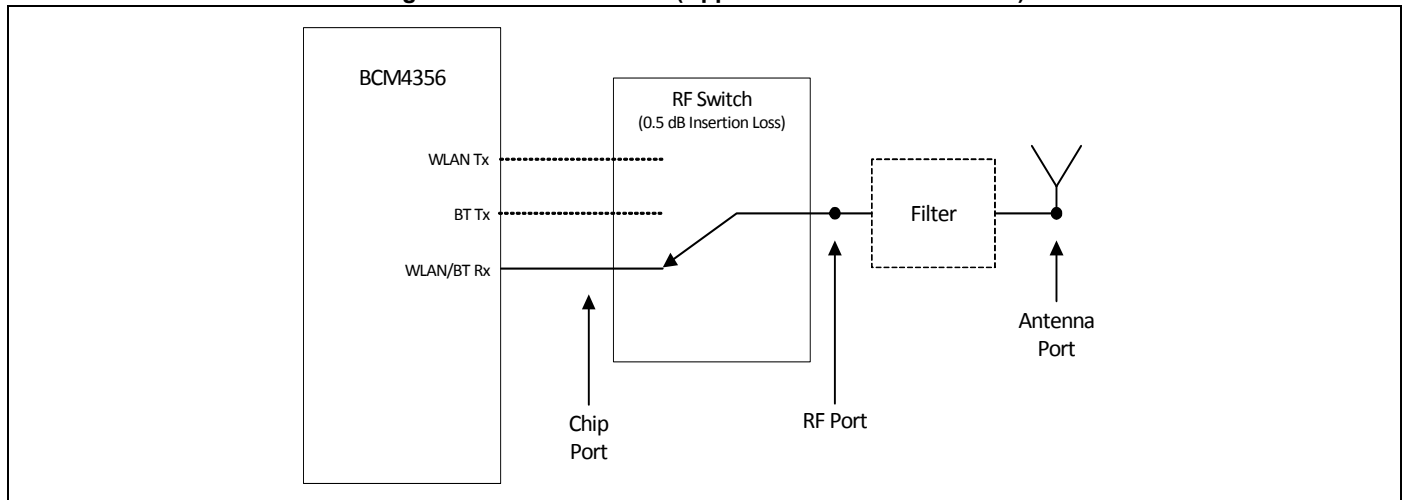 BCM4356
RF Switch
(0.5 dB Insertion Loss)
WLAN Tx
BT Tx
WLAN/BT Rx
Filter
Antenna
Port
RF Port
Chip
Port